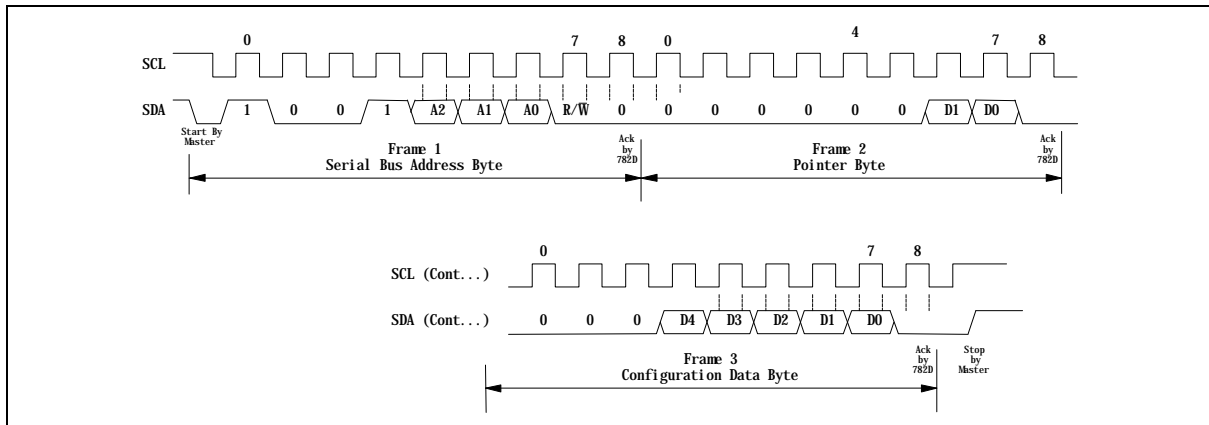 0 7 8 0 4 7 8
SCL
SDA 1 0 0 1 A2 A1 A0 R/W 0 0 0 0 0 0 0 D1 D0
Start By
Master
Ack
by
782D
Ack
by
782D
Frame 1
Serial Bus Address Byte
Frame 2
Pointer Byte
0 7 8
SCL (Cont...)
SDA (Cont...) 0 0 0 D4 D3 D2 D1 D0
Frame 3
Configuration Data Byte
Ack
by
782D
Stop
by
Master